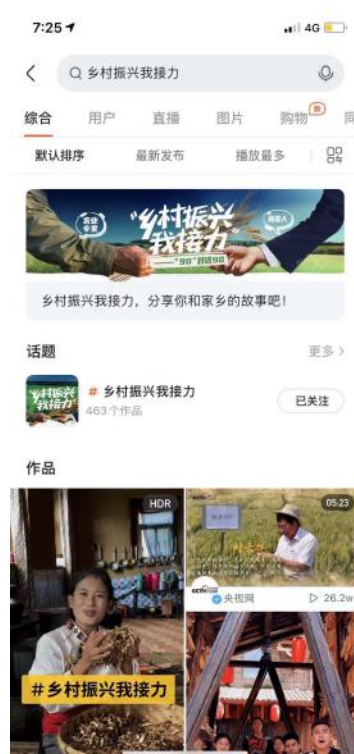 7:25
4G
乡村振兴我接力
综合 用户 直播 图片 购物 同
默认排序 最新发布 播放最多
农业专家
“乡村振兴
我接力”
——“90”对话90
乡村振兴我接力，分享你和家乡的故事吧！
话题
更多
乡村振兴
我接力
# 乡村振兴我接力
463个作品
已关注
作品
HDR
#乡村振兴我接力
05:23
CCTV
央视网
26.2w